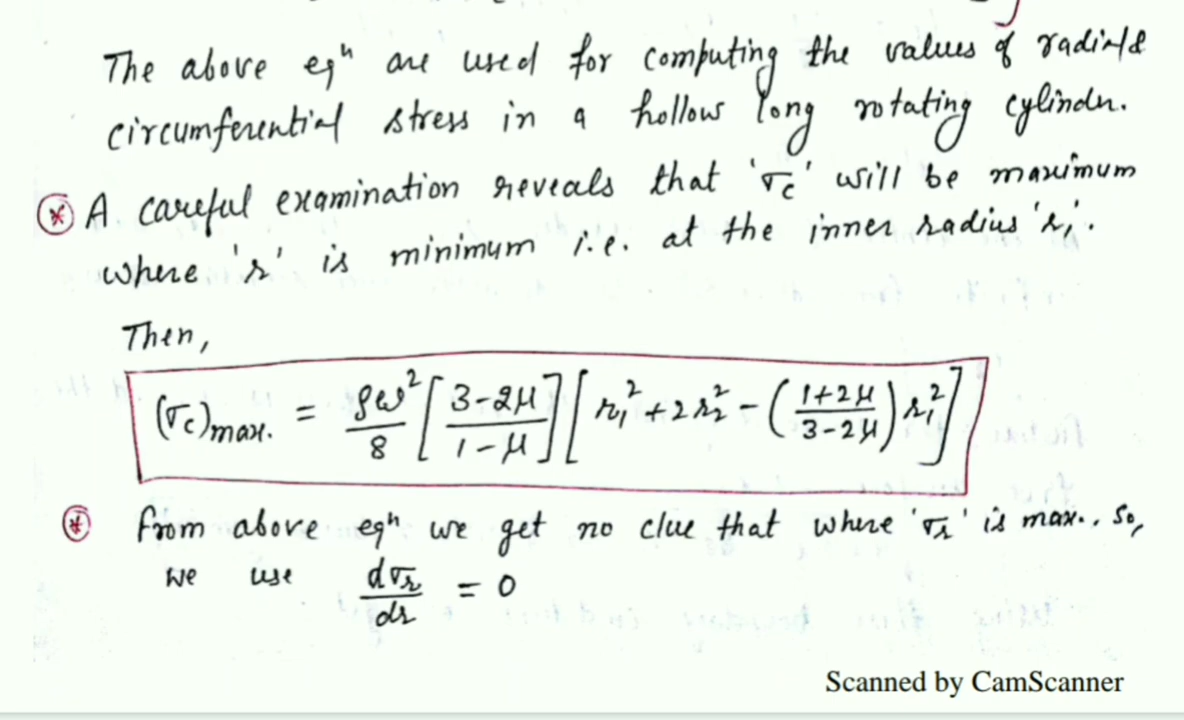 The above eqⁿ are used for computing the values of radial &
circumferential stress in a hollow long rotating cylinder.
* A careful examination reveals that 'σc' will be maximum
where 'r' is minimum i.e. at the inner radius 'r₁'.
Then,
(σc)max. = ρω²/8 [3-2μ/1-μ] [r₁² + 2r₂² - (1+2μ/3-2μ) r₁²]
* from above eqⁿ we get no clue that where 'σr' is max., so,
we use dσr/dr = 0
Scanned by CamScanner